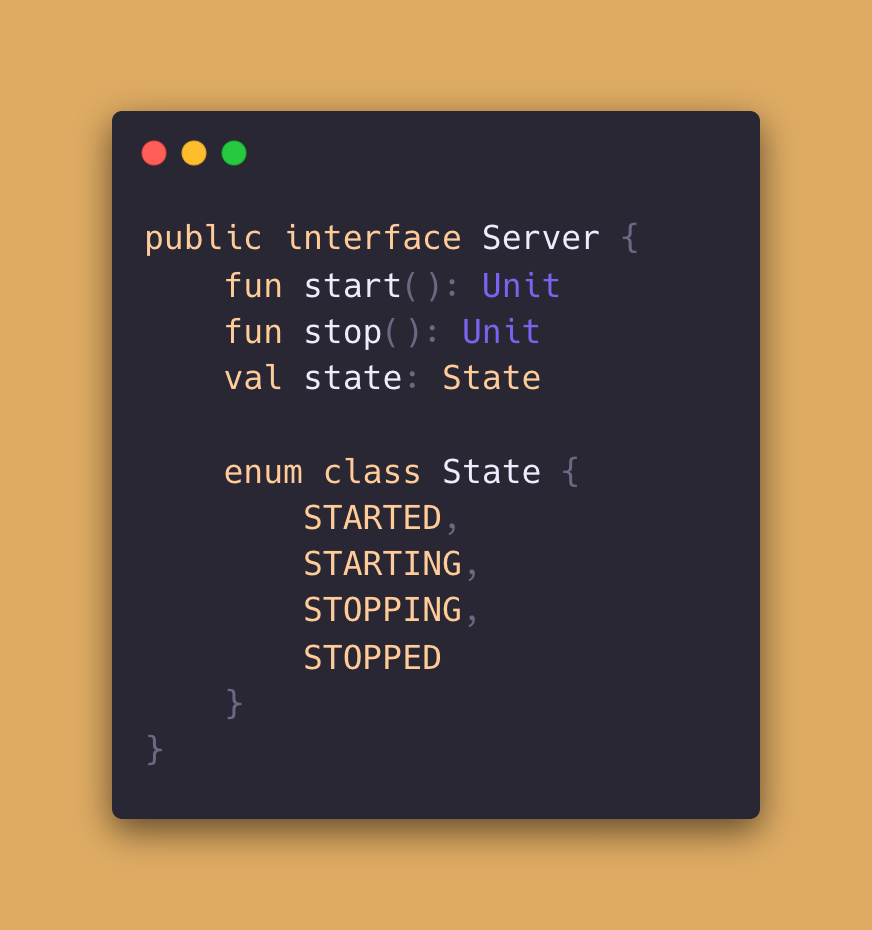 public interface Server {
    fun start(): Unit
    fun stop(): Unit
    val state: State

    enum class State {
        STARTED,
        STARTING,
        STOPPING,
        STOPPED
    }
}